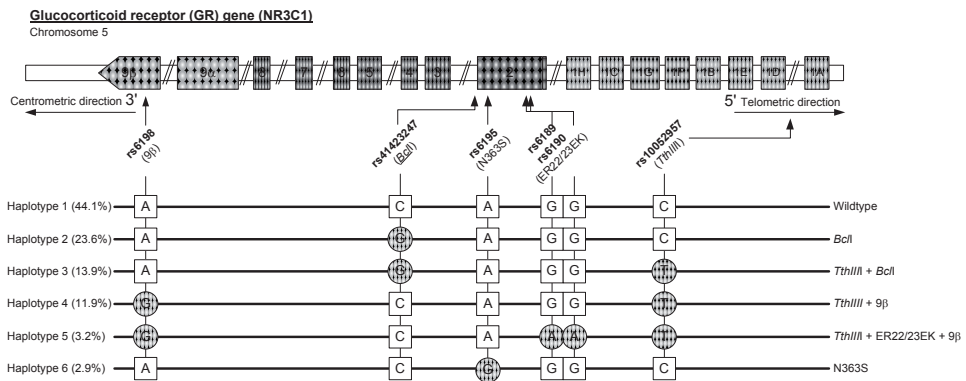 Glucocorticoid receptor (GR) gene (NR3C1)
Chromosome 5
9β 9α 8 7 6 5 4 3 2 1H 1C 1G 1F 1B 1E 1D 1A
Centrometric direction 3' 5' Telometric direction
rs6198
(9β)
rs41423247
(BclI)
rs6195
(N363S)
rs6189
rs6190
(ER22/23EK)
rs10052957
(TthIIII)
Haplotype 1 (44.1%) A C A G G C Wildtype
Haplotype 2 (23.6%) A G A G G C BclI
Haplotype 3 (13.9%) A G A G G T TthIIII + BclI
Haplotype 4 (11.9%) G C A G G T TthIIII + 9β
Haplotype 5 (3.2%) G C A A A T TthIIII + ER22/23EK + 9β
Haplotype 6 (2.9%) A C G G G C N363S